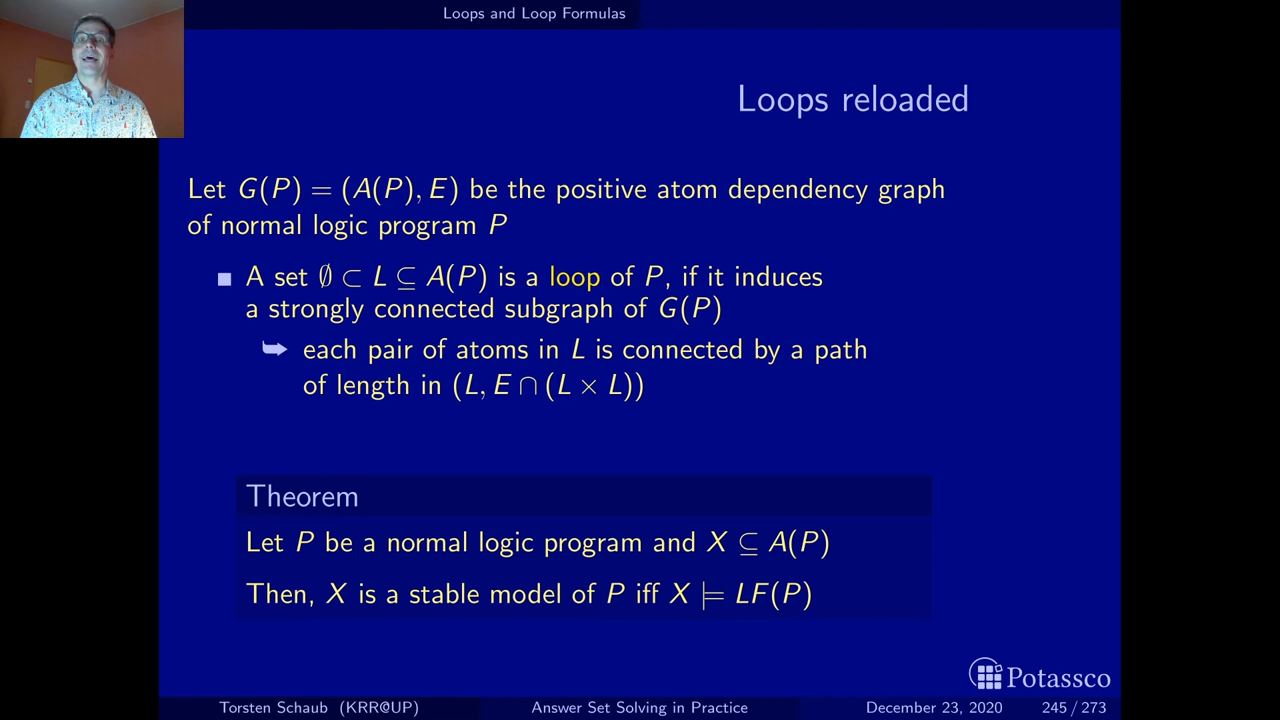 Loops and Loop Formulas
Loops reloaded
Let G(P) = (A(P), E) be the positive atom dependency graph
of normal logic program P
A set ∅ ⊂ L ⊆ A(P) is a loop of P, if it induces
a strongly connected subgraph of G(P)
➥ each pair of atoms in L is connected by a path
of length in (L, E ∩ (L × L))
Theorem
Let P be a normal logic program and X ⊆ A(P)
Then, X is a stable model of P iff X ⊨ LF(P)
Potassco
Torsten Schaub (KRR@UP) Answer Set Solving in Practice December 23, 2020 245 / 273